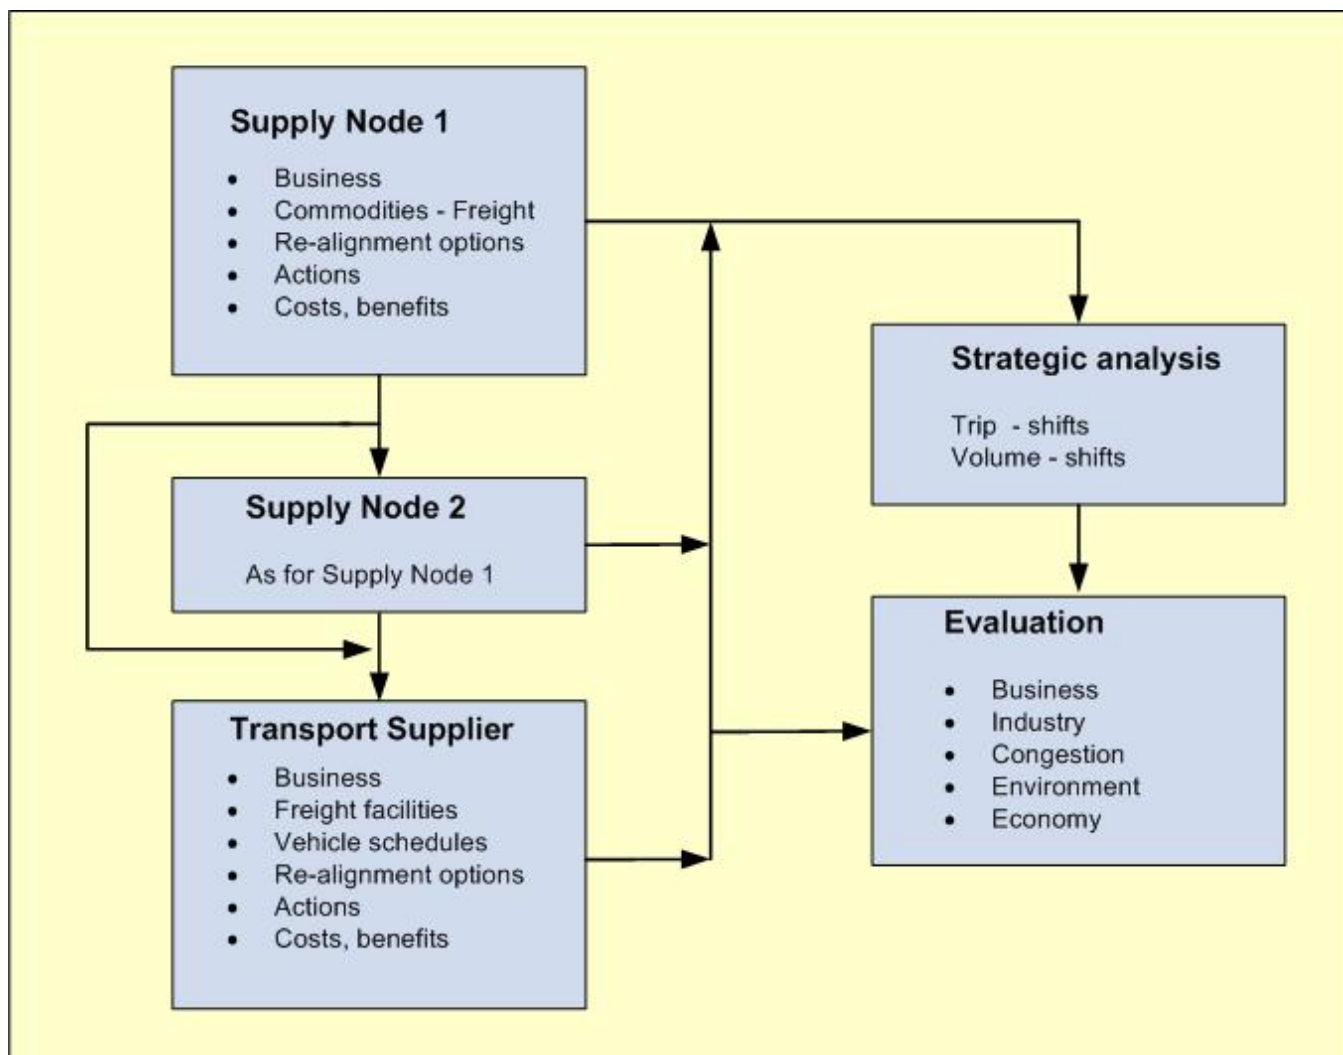 Supply Node 1
• Business
• Commodities - Freight
• Re-alignment options
• Actions
• Costs, benefits
Supply Node 2
As for Supply Node 1
Transport Supplier
• Business
• Freight facilities
• Vehicle schedules
• Re-alignment options
• Actions
• Costs, benefits
Strategic analysis
Trip - shifts
Volume - shifts
Evaluation
• Business
• Industry
• Congestion
• Environment
• Economy